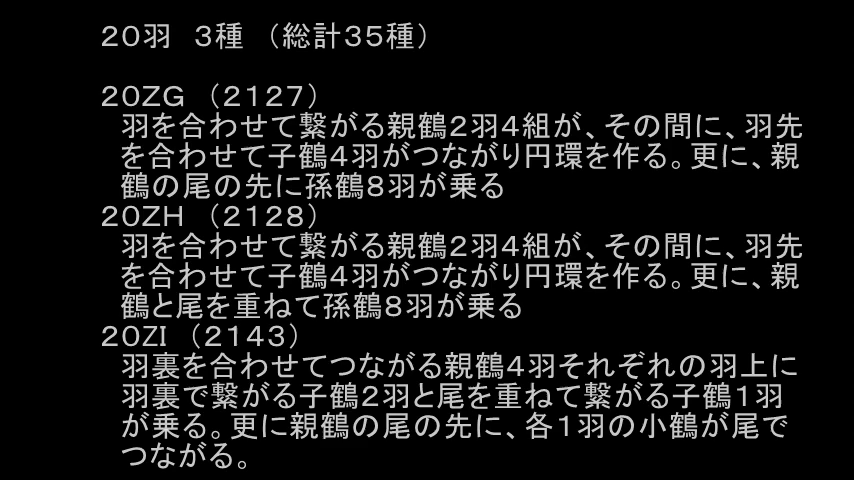 20羽　3種　（総計35種）
20ZG　（2127）
羽を合わせて繋がる親鶴2羽4組が、その間に、羽先
を合わせて子鶴4羽がつながり円環を作る。更に、親
鶴の尾の先に孫鶴8羽が乗る
20ZH　（2128）
羽を合わせて繋がる親鶴2羽4組が、その間に、羽先
を合わせて子鶴4羽がつながり円環を作る。更に、親
鶴と尾を重ねて孫鶴8羽が乗る
20ZI　（2143）
羽裏を合わせてつながる親鶴4羽それぞれの羽上に
羽裏で繋がる子鶴2羽と尾を重ねて繋がる子鶴1羽
が乗る。更に親鶴の尾の先に、各1羽の小鶴が尾で
つながる。